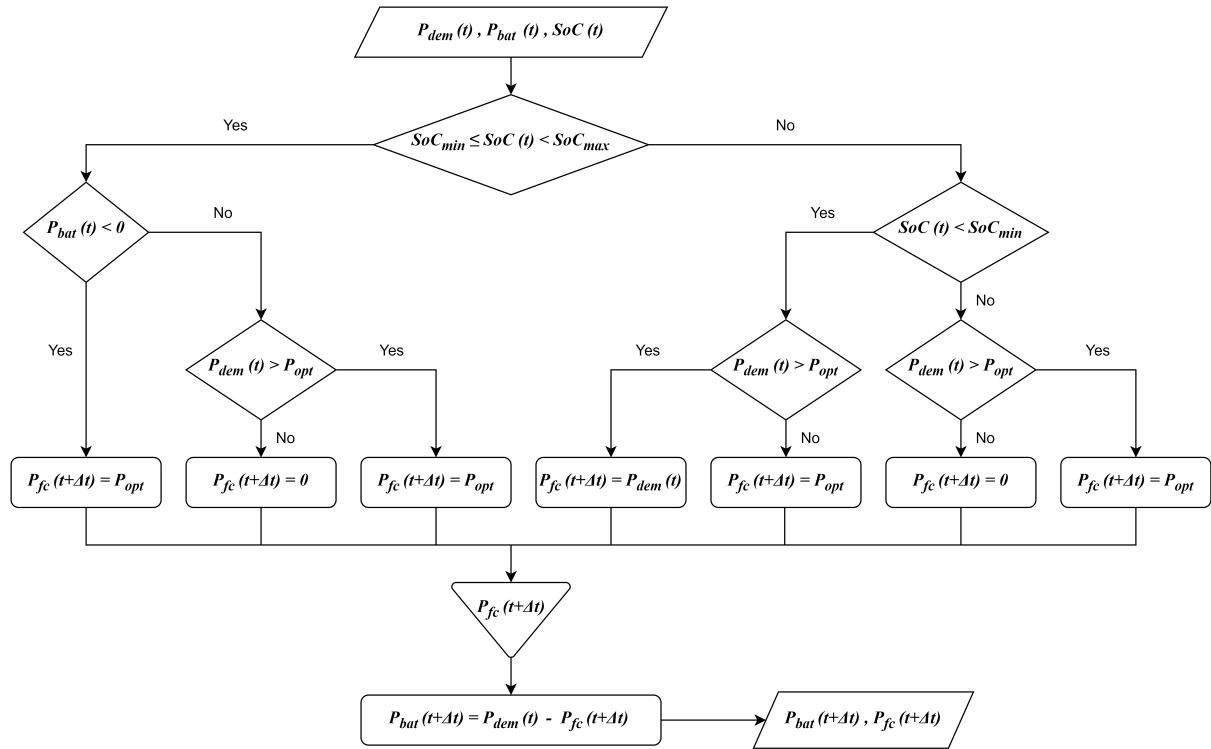 P_dem (t) , P_bat (t) , SoC (t)
Yes
No
SoC_min ≤ SoC (t) < SoC_max
P_bat (t) < 0
No
Yes
SoC (t) < SoC_min
No
Yes
P_dem (t) > P_opt
Yes
Yes
P_dem (t) > P_opt
P_dem (t) > P_opt
Yes
No
No
No
P_fc (t+Δt) = P_opt
P_fc (t+Δt) = 0
P_fc (t+Δt) = P_opt
P_fc (t+Δt) = P_dem (t)
P_fc (t+Δt) = P_opt
P_fc (t+Δt) = 0
P_fc (t+Δt) = P_opt
P_fc (t+Δt)
P_bat (t+Δt) = P_dem (t) - P_fc (t+Δt)
P_bat (t+Δt) , P_fc (t+Δt)